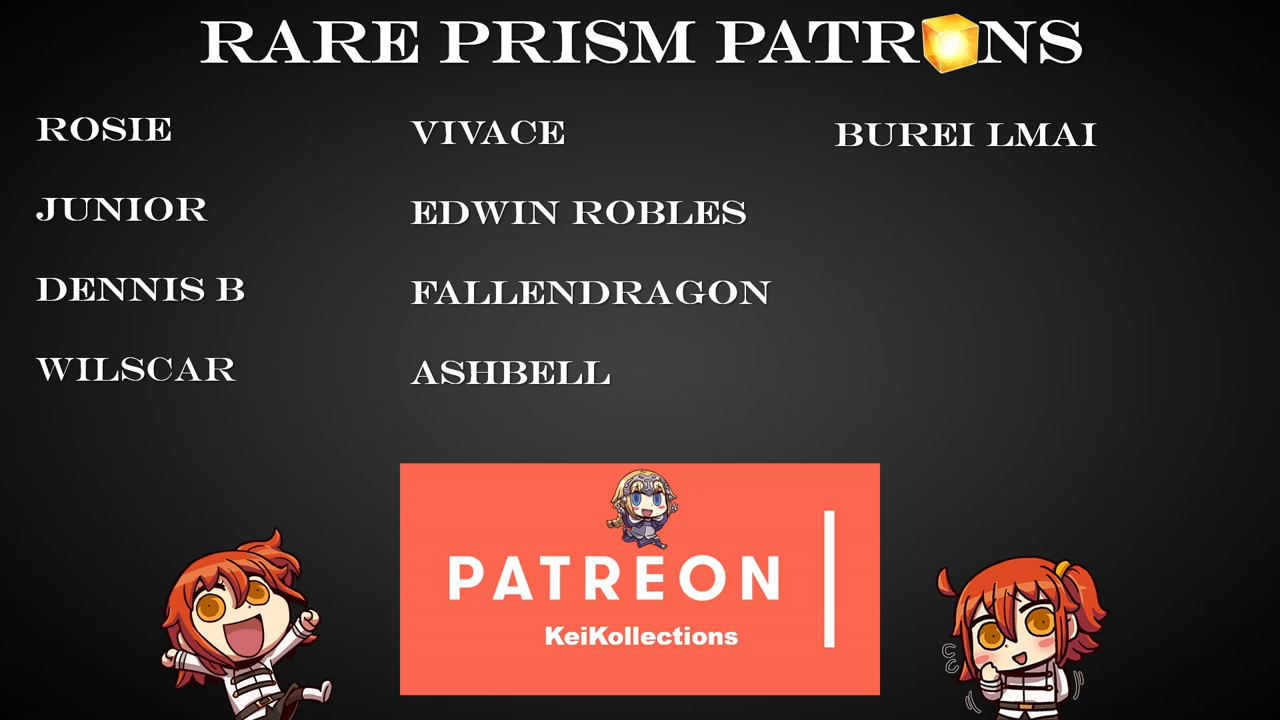 RARE PRISM PATRONS
ROSIE
JUNIOR
DENNIS B
WILSCAR
VIVACE
EDWIN ROBLES
FALLENDRAGON
ASHBELL
BUREI LMAI
PATREON
KeiKollections